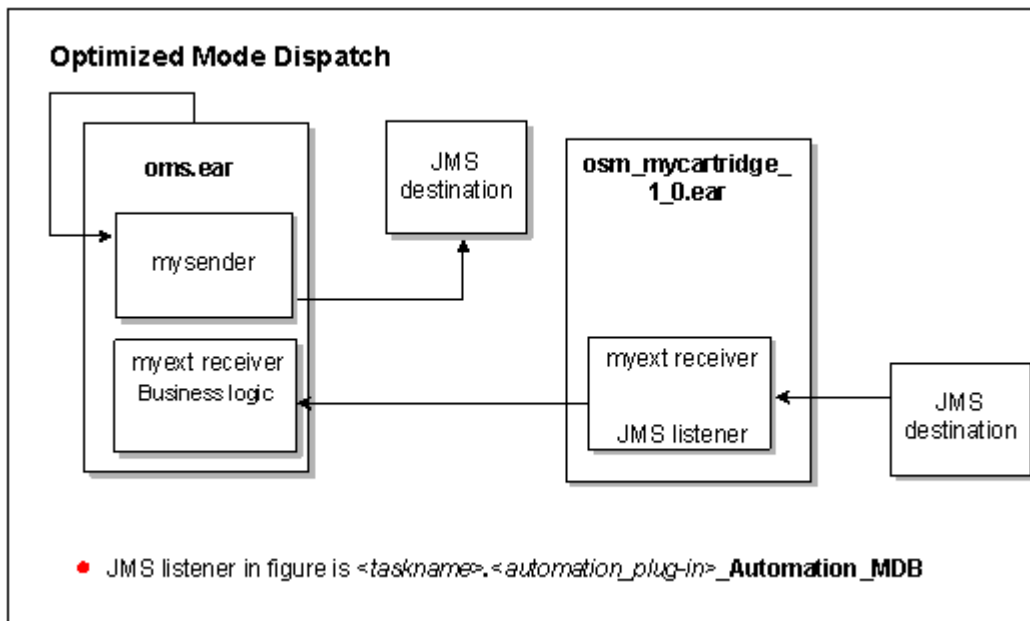 Optimized Mode Dispatch
oms.ear
mysender
myext receiver
Business logic
JMS
destination
osm_mycartridge_
1_0.ear
myext receiver
JMS listener
JMS
destination
JMS listener in figure is <taskname>.<automation_plug-in>_Automation_MDB